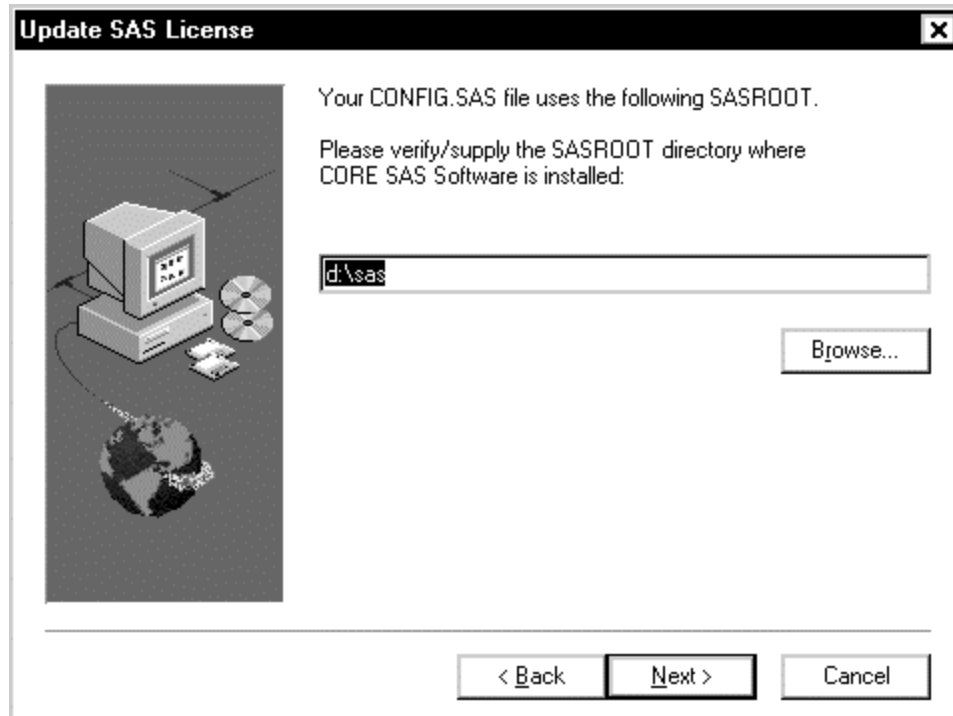 Update SAS License
Your CONFIG.SAS file uses the following SASROOT.
Please verify/supply the SASROOT directory where
CORE SAS Software is installed:
d:\sas
Browse...
< Back
Next >
Cancel